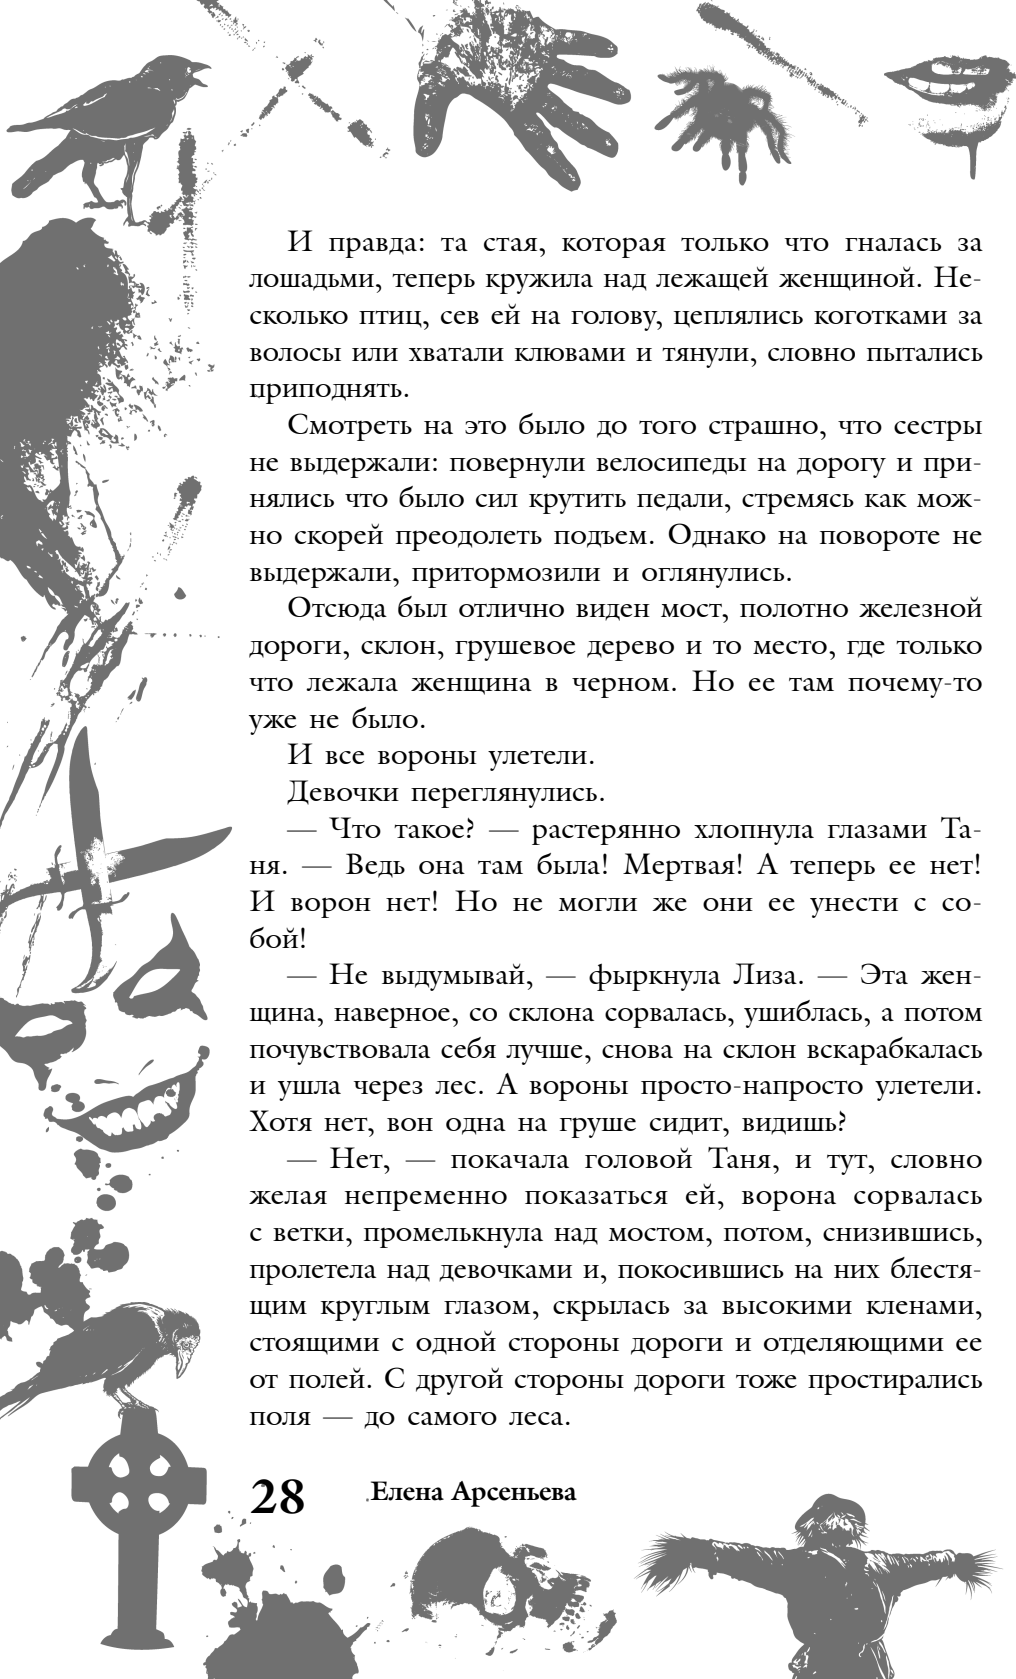 И правда: та стая, которая только что гналась за
лошадьми, теперь кружила над лежащей женщиной. Не-
сколько птиц, сев ей на голову, цеплялись коготками за
волосы или хватали клювами и тянули, словно пытались
приподнять.
Смотреть на это было до того страшно, что сестры
не выдержали: повернули велосипеды на дорогу и при-
нялись что было сил крутить педали, стремясь как мож-
но скорей преодолеть подъем. Однако на повороте не
выдержали, притормозили и оглянулись.
Отсюда был отлично виден мост, полотно железной
дороги, склон, грушевое дерево и то место, где только
что лежала женщина в черном. Но ее там почему-то
уже не было.
И все вороны улетели.
Девочки переглянулись.
— Что такое? — растерянно хлопнула глазами Та-
ня. — Ведь она там была! Мертвая! А теперь ее нет!
И ворон нет! Но не могли же они ее унести с со-
бой!
— Не выдумывай, — фыркнула Лиза. — Эта жен-
щина, наверное, со склона сорвалась, ушиблась, а потом
почувствовала себя лучше, снова на склон вскарабкалась
и ушла через лес. А вороны просто-напросто улетели.
Хотя нет, вон одна на груше сидит, видишь?
— Нет, — покачала головой Таня, и тут, словно
желая непременно показаться ей, ворона сорвалась
с ветки, промелькнула над мостом, потом, снизившись,
пролетела над девочками и, покосившись на них блестя-
щим круглым глазом, скрылась за высокими кленами,
стоящими с одной стороны дороги и отделяющими ее
от полей. С другой стороны дороги тоже простирались
поля — до самого леса.
28 Елена Арсеньева